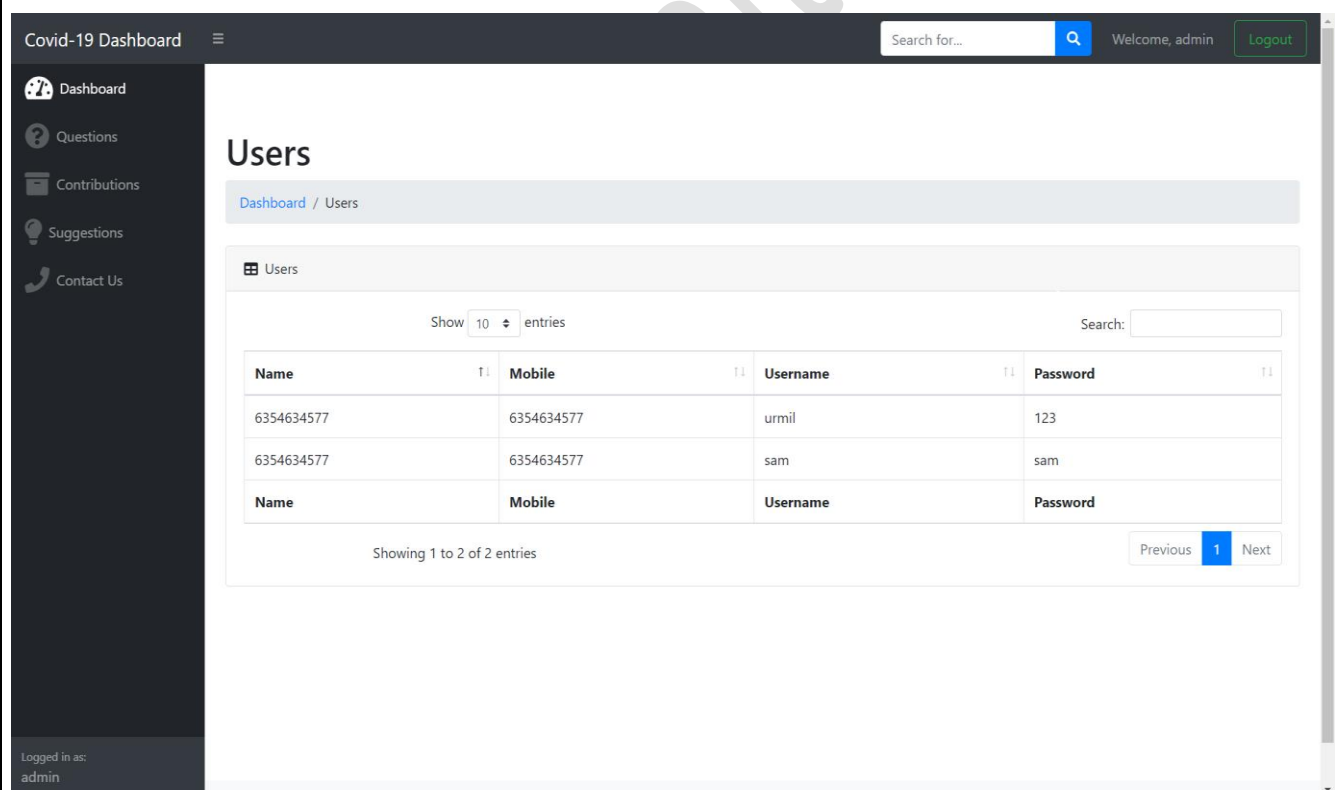 Covid-19 Dashboard Search for... Welcome, admin Logout
Dashboard
Questions
Contributions
Suggestions
Contact Us
Users
Dashboard / Users
Users
Show 10 entries Search:
Name Mobile Username Password
6354634577 6354634577 urmil 123
6354634577 6354634577 sam sam
Name Mobile Username Password
Showing 1 to 2 of 2 entries Previous 1 Next
Logged in as:
admin